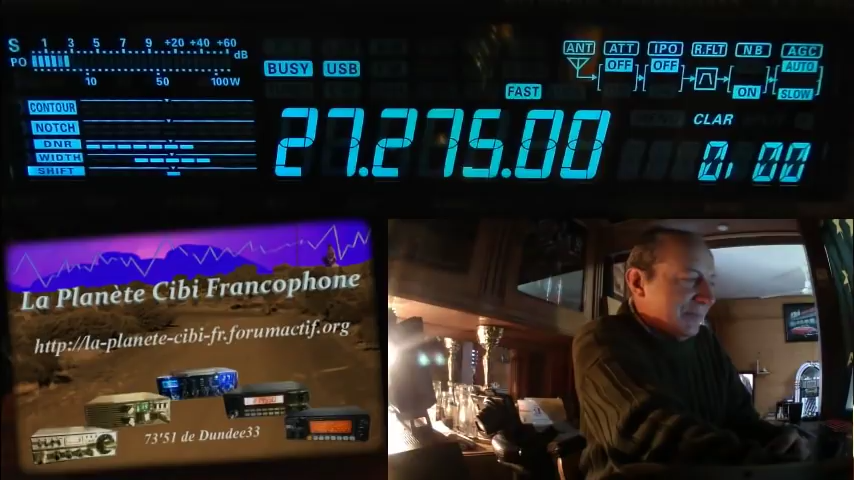 S 1 3 5 7 9 +20 +40 +60 dB
PO 10 50 100W
BUSY USB
FAST
ANT ATT IPO R.FLT NB AGC
OFF OFF AUTO
ON SLOW
CONTOUR
NOTCH
DNR
WIDTH
SHIFT
27.275.00
CLAR
0, 00
La Planète Cibi Francophone
http://la-planete-cibi-fr.forumactif.org
73'51 de Dundee33